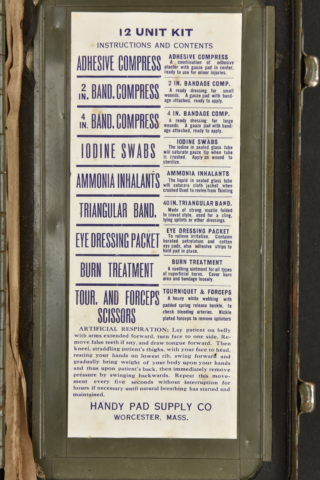 12 UNIT KIT
INSTRUCTIONS AND CONTENTS
ADHESIVE COMPRESS
ADHESIVE COMPRESS
A combination of adhesive
plaster with gauze pad in center,
ready to use for minor injuries.
2 IN. BAND. COMPRESS
2 IN. BANDAGE COMP.
A ready dressing for small
wounds. A gauze pad with band-
age attached, ready to apply.
4 IN. BAND. COMPRESS
4 IN. BANDAGE COMP.
A ready dressing for large
wounds. A gauze pad with band-
age attached, ready to apply.
IODINE SWABS
IODINE SWABS
The iodine in sealed glass tube
will saturate gauze tip when tube
is crushed. Apply on wound to
sterilize.
AMMONIA INHALANTS
AMMONIA INHALANTS
The liquid in sealed glass tube
will saturate cloth jacket when
crushed Used to revive from fainting
TRIANGULAR BAND.
40 IN. TRIANGULAR BAND.
Made of strong muslin folded
in cravat style, used for a sling,
tying splints or other dressings.
EYE DRESSING PACKET
EYE DRESSING PACKET
To relieve irritation. Contains
borated petrolatum and cotton
eye pads, also adhesive strips to
hold pad in place.
BURN TREATMENT
BURN TREATMENT
A soothing ointment for all types
of superficial burns. Cover burn
area and bandage loosely.
TOUR. AND FORCEPS
SCISSORS
TOURNIQUET & FORCEPS
A heavy white webbing with
padded spring release buckle, to
check bleeding arteries. Nickle
plated forceps to remove splinters
ARTIFICIAL RESPIRATION; Lay patient on belly
with arms extended forward, then face to one side. Re-
move false teeth if any, and draw tongue forward. Then
kneel, straddling patient's thighs, with your face to head,
resting your hands on lowest rib, swing forward and
gradually bring weight of your body upon your hands
and thus upon patient's back, then immediately remove
pressure by swinging backwards. Repeat this move-
ment every five seconds without interruption for
hours if necessary until natural breathing has started and
maintained.
HANDY PAD SUPPLY CO
WORCESTER, MASS.